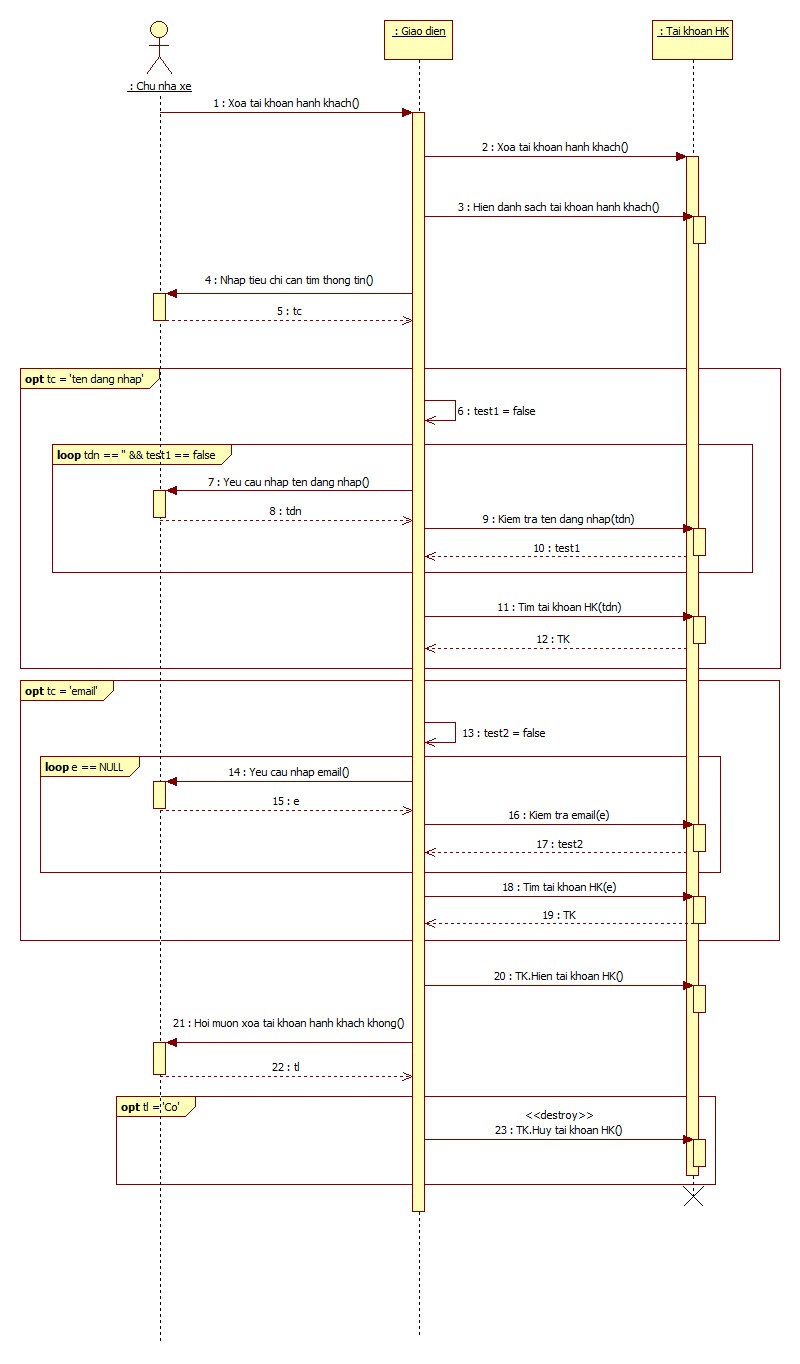 : Giao dien
: Tai khoan HK
: Chu nha xe
1 : Xoa tai khoan hanh khach()
2 : Xoa tai khoan hanh khach()
3 : Hien danh sach tai khoan hanh khach()
4 : Nhap tieu chi can tim thong tin()
5 : tc
opt tc = 'ten dang nhap'
6 : test1 = false
loop tdn == '' && test1 == false
7 : Yeu cau nhap ten dang nhap()
8 : tdn
9 : Kiem tra ten dang nhap(tdn)
10 : test1
11 : Tim tai khoan HK(tdn)
12 : TK
opt tc = 'email'
13 : test2 = false
loop e == NULL
14 : Yeu cau nhap email()
15 : e
16 : Kiem tra email(e)
17 : test2
18 : Tim tai khoan HK(e)
19 : TK
20 : TK.Hien tai khoan HK()
21 : Hoi muon xoa tai khoan hanh khach khong()
22 : tl
opt tl = 'Co'
<<destroy>>
23 : TK.Huy tai khoan HK()